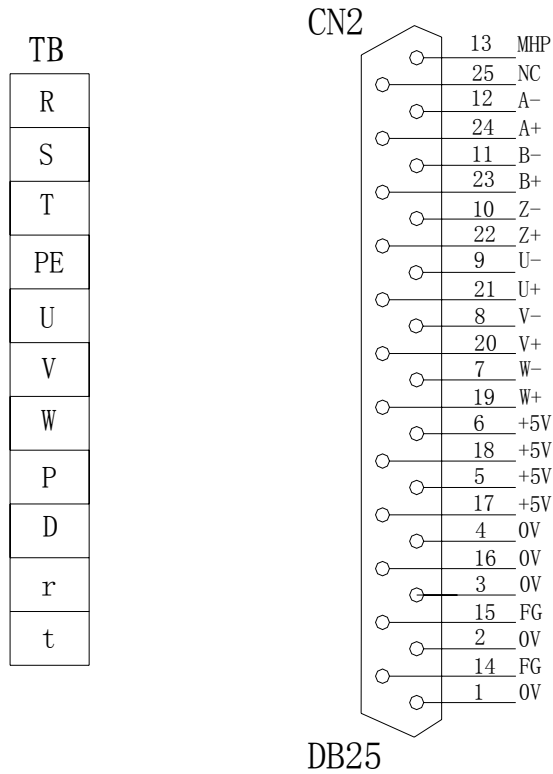 TB
R
S
T
PE
U
V
W
P
D
r
t
CN2
13 MHP
25 NC
12 A-
24 A+
11 B-
23 B+
10 Z-
22 Z+
9 U-
21 U+
8 V-
20 V+
7 W-
19 W+
6 +5V
18 +5V
5 +5V
17 +5V
4 0V
16 0V
3 0V
15 FG
2 0V
14 FG
1 0V
DB25